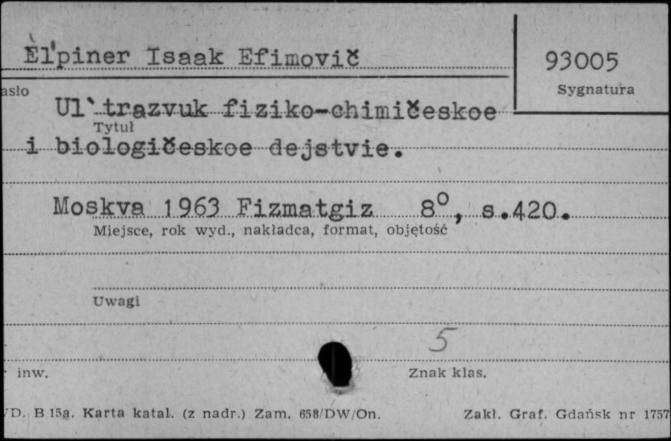 Èl'piner Isaak Efimovič
93005
Sygnatura
asło
Ul`trazvuk fiziko-chimičeskoe
Tytuł
i biologičeskoe dejstvie.
Moskva 1963 Fizmatgiz 8°, s.420.
Miejsce, rok wyd., nakładca, format, objętość
Uwagi
5
inw.
Znak klas.
/D. B 15a. Karta katal. (z nadr.) Zam. 658/DW/On.
Zakł. Graf. Gdańsk nr 1757